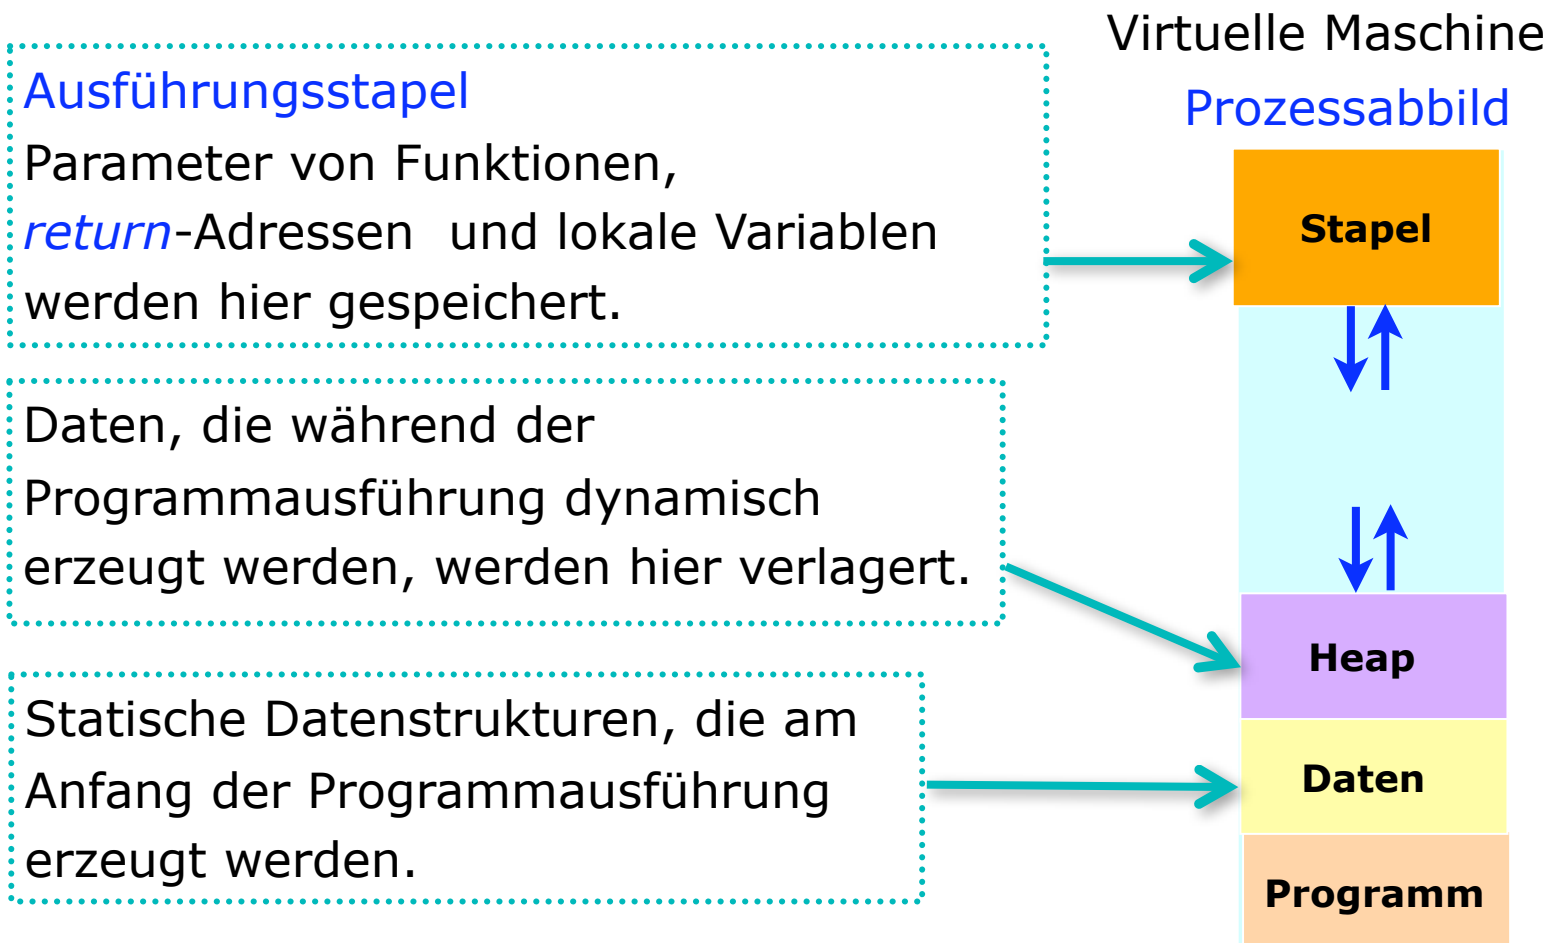 Virtuelle Maschine
Prozessabbild
Ausführungsstapel
Parameter von Funktionen,
return-Adressen und lokale Variablen
werden hier gespeichert.
Stapel
Daten, die während der
Programmausführung dynamisch
erzeugt werden, werden hier verlagert.
Heap
Statische Datenstrukturen, die am
Anfang der Programmausführung
erzeugt werden.
Daten
Programm